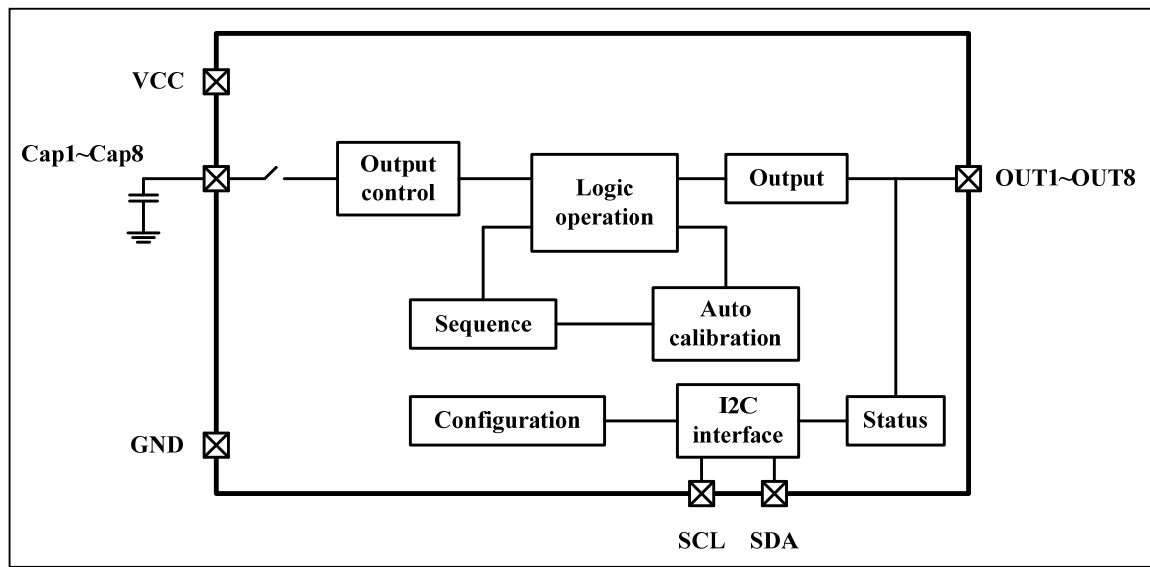 VCC
Cap1~Cap8
Output
control
Logic
operation
Output
OUT1~OUT8
Sequence
Auto
calibration
Configuration
I2C
interface
Status
GND
SCL
SDA